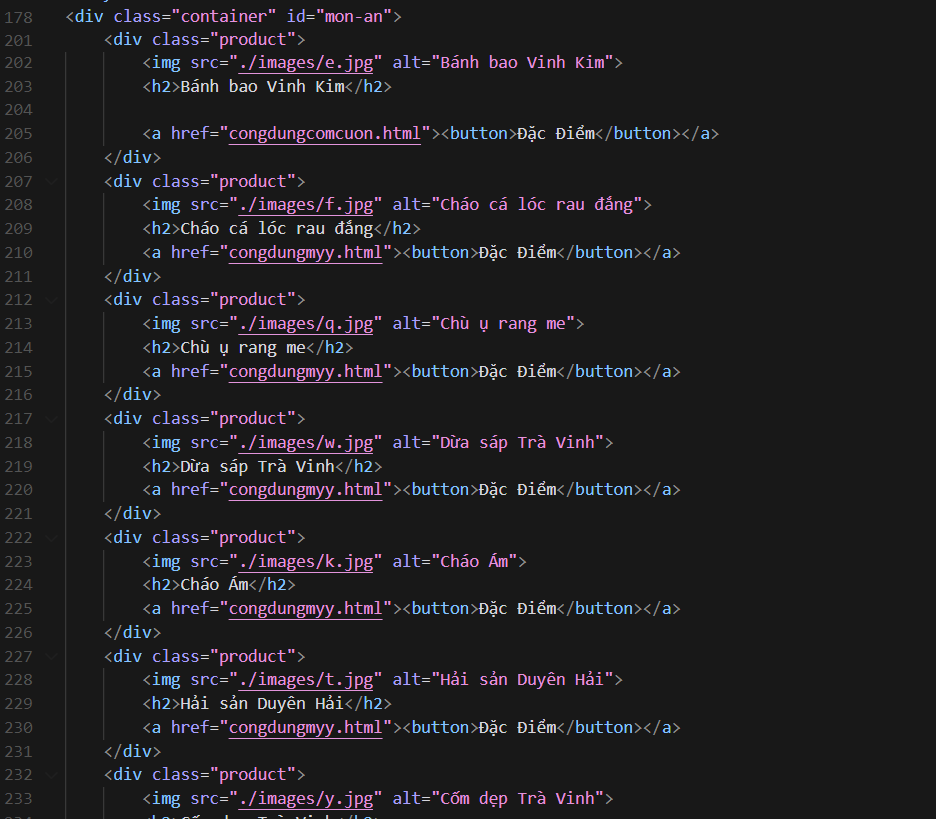 178 <div class="container" id="mon-an">
201 <div class="product">
202 <img src="./images/e.jpg" alt="Bánh bao Vinh Kim">
203 <h2>Bánh bao Vinh Kim</h2>
204
205 <a href="congdungcomcuon.html"><button>Đặc Điểm</button></a>
206 </div>
207 <div class="product">
208 <img src="./images/f.jpg" alt="Cháo cá lóc rau đắng">
209 <h2>Cháo cá lóc rau đắng</h2>
210 <a href="congdungmyy.html"><button>Đặc Điểm</button></a>
211 </div>
212 <div class="product">
213 <img src="./images/q.jpg" alt="Chù ụ rang me">
214 <h2>Chù ụ rang me</h2>
215 <a href="congdungmyy.html"><button>Đặc Điểm</button></a>
216 </div>
217 <div class="product">
218 <img src="./images/w.jpg" alt="Dừa sáp Trà Vinh">
219 <h2>Dừa sáp Trà Vinh</h2>
220 <a href="congdungmyy.html"><button>Đặc Điểm</button></a>
221 </div>
222 <div class="product">
223 <img src="./images/k.jpg" alt="Cháo Ám">
224 <h2>Cháo Ám</h2>
225 <a href="congdungmyy.html"><button>Đặc Điểm</button></a>
226 </div>
227 <div class="product">
228 <img src="./images/t.jpg" alt="Hải sản Duyên Hải">
229 <h2>Hải sản Duyên Hải</h2>
230 <a href="congdungmyy.html"><button>Đặc Điểm</button></a>
231 </div>
232 <div class="product">
233 <img src="./images/y.jpg" alt="Cốm dẹp Trà Vinh">